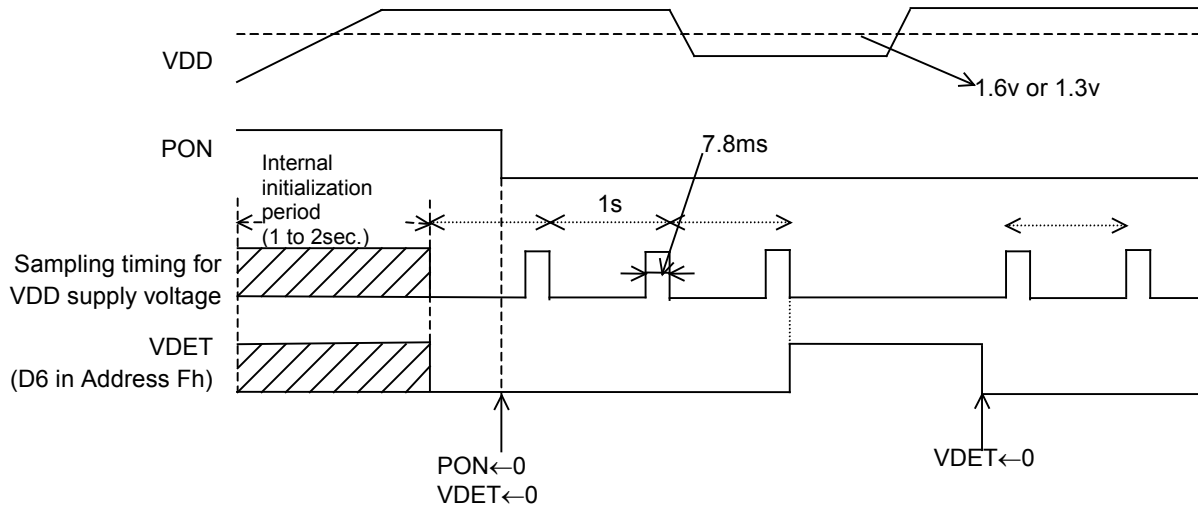 VDD
1.6v or 1.3v
PON
7.8ms
Internal
initialization
period
(1 to 2sec.)
1s
Sampling timing for
VDD supply voltage
VDET
(D6 in Address Fh)
PON←0
VDET←0
VDET←0